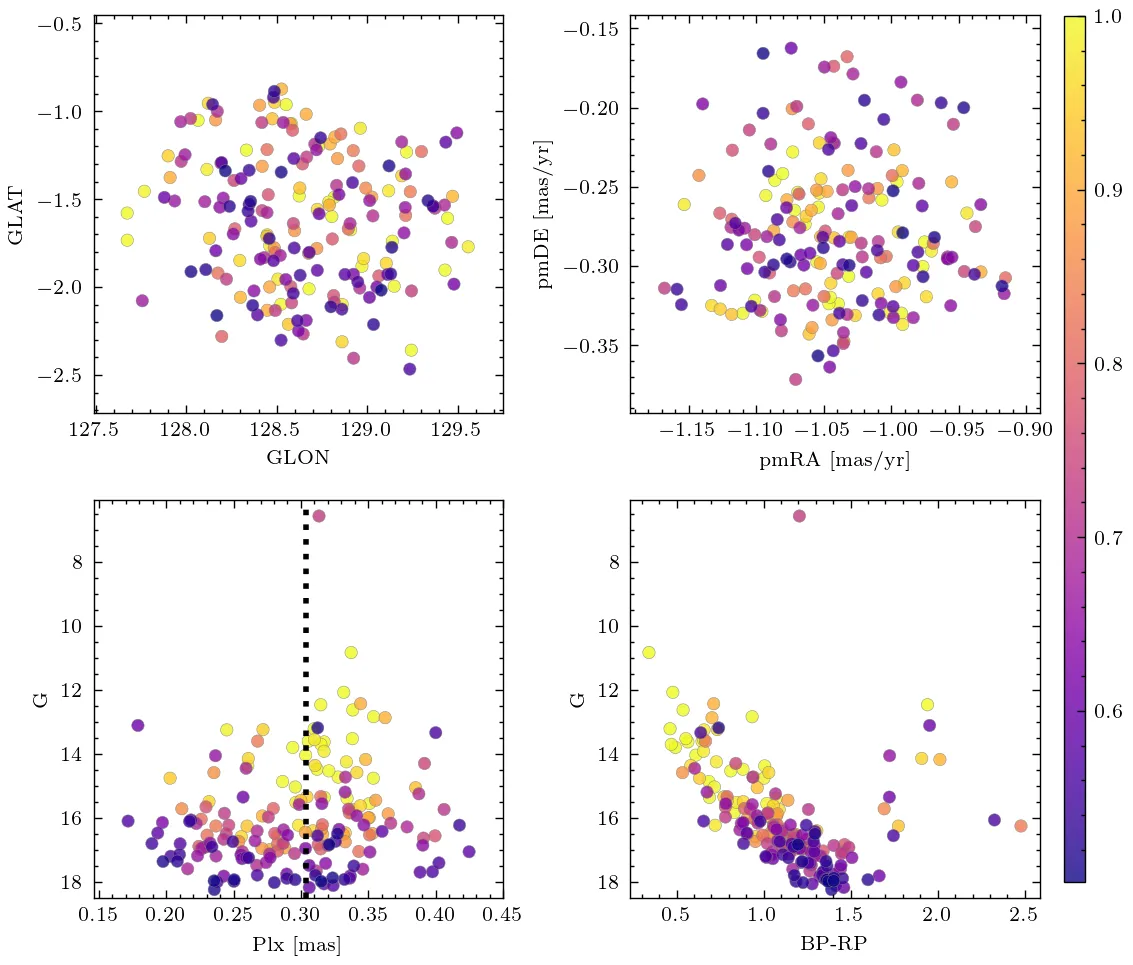 −0.5
−1.0
−1.5
−2.0
−2.5
GLAT
127.5 128.0 128.5 129.0 129.5
GLON
−0.15
−0.20
−0.25
−0.30
−0.35
pmDE [mas/yr]
−1.15 −1.10 −1.05 −1.00 −0.95 −0.90
pmRA [mas/yr]
1.0
0.9
0.8
0.7
0.6
8
10
12
14
16
18
G
0.15 0.20 0.25 0.30 0.35 0.40 0.45
Plx [mas]
8
10
12
14
16
18
G
0.5 1.0 1.5 2.0 2.5
BP-RP